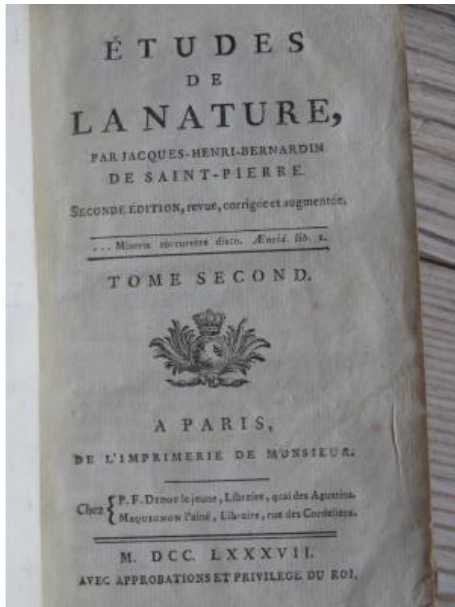 ÉTUDES
DE
LA NATURE,
PAR JACQUES-HENRI-BERNARDIN
DE SAINT-PIERRE.
SECONDE ÉDITION, revue, corrigée et augmentée.
... Miseris succurrere disco. Æneid. lib. 1.
TOME SECOND.
A PARIS,
DE L'IMPRIMERIE DE MONSIEUR.
Chez { P. F. DIDOT le jeune, Libraire, quai des Agustins.
MEQUIGNON l'aîné, Libraire, rue des Cordeliers.
M. DCC. LXXXVII.
AVEC APPROBATIONS ET PRIVILEGE DU ROI.